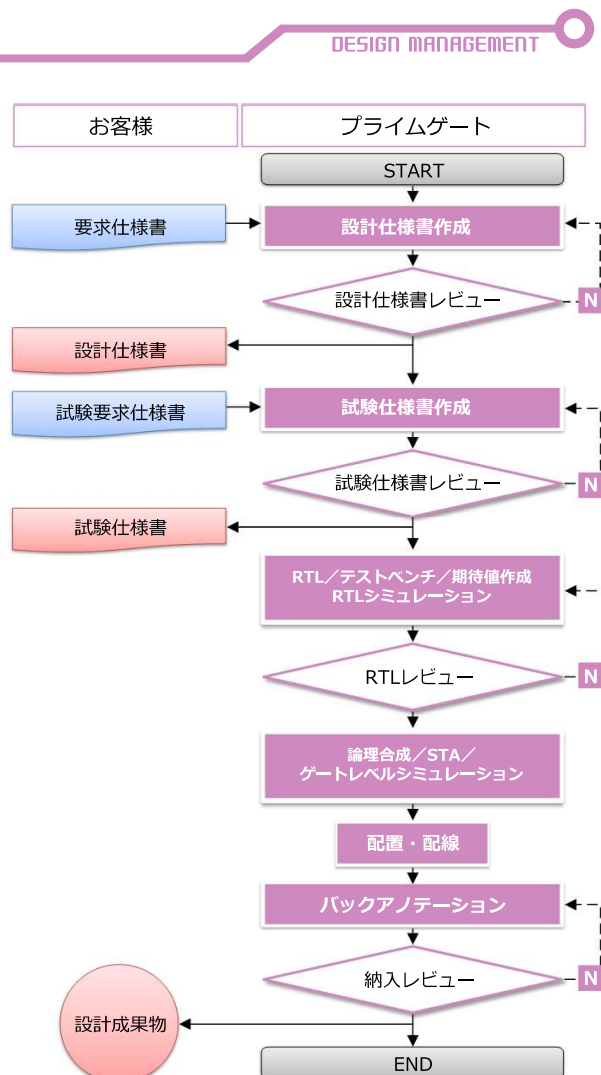 DESIGN MANAGEMENT
お客様
プライムゲート
START
要求仕様書
設計仕様書作成
設計仕様書レビュー
N
設計仕様書
試験要求仕様書
試験仕様書作成
試験仕様書レビュー
N
試験仕様書
RTL／テストベンチ／期待値作成
RTLシミュレーション
RTLレビュー
N
論理合成／STA／
ゲートレベルシミュレーション
配置・配線
バックアノテーション
納入レビュー
N
設計成果物
END